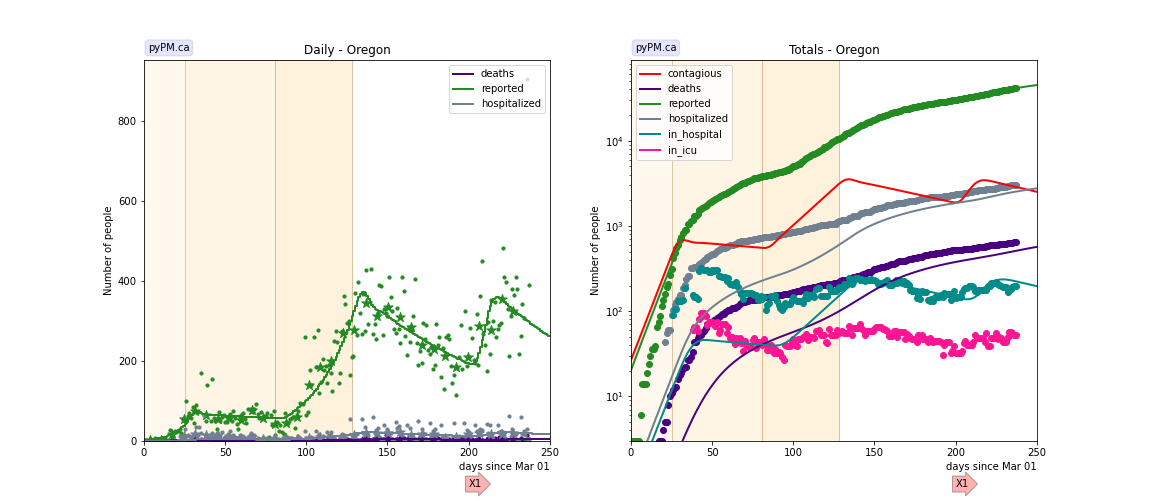 pyPM.ca
Daily - Oregon
Number of people
800
600
400
200
0
deaths
reported
hospitalized
0 50 100 150 200 250
days since Mar 01
X1
pyPM.ca
Totals - Oregon
Number of people
10⁴
10³
10²
10¹
contagious
deaths
reported
hospitalized
in_hospital
in_icu
0 50 100 150 200 250
days since Mar 01
X1